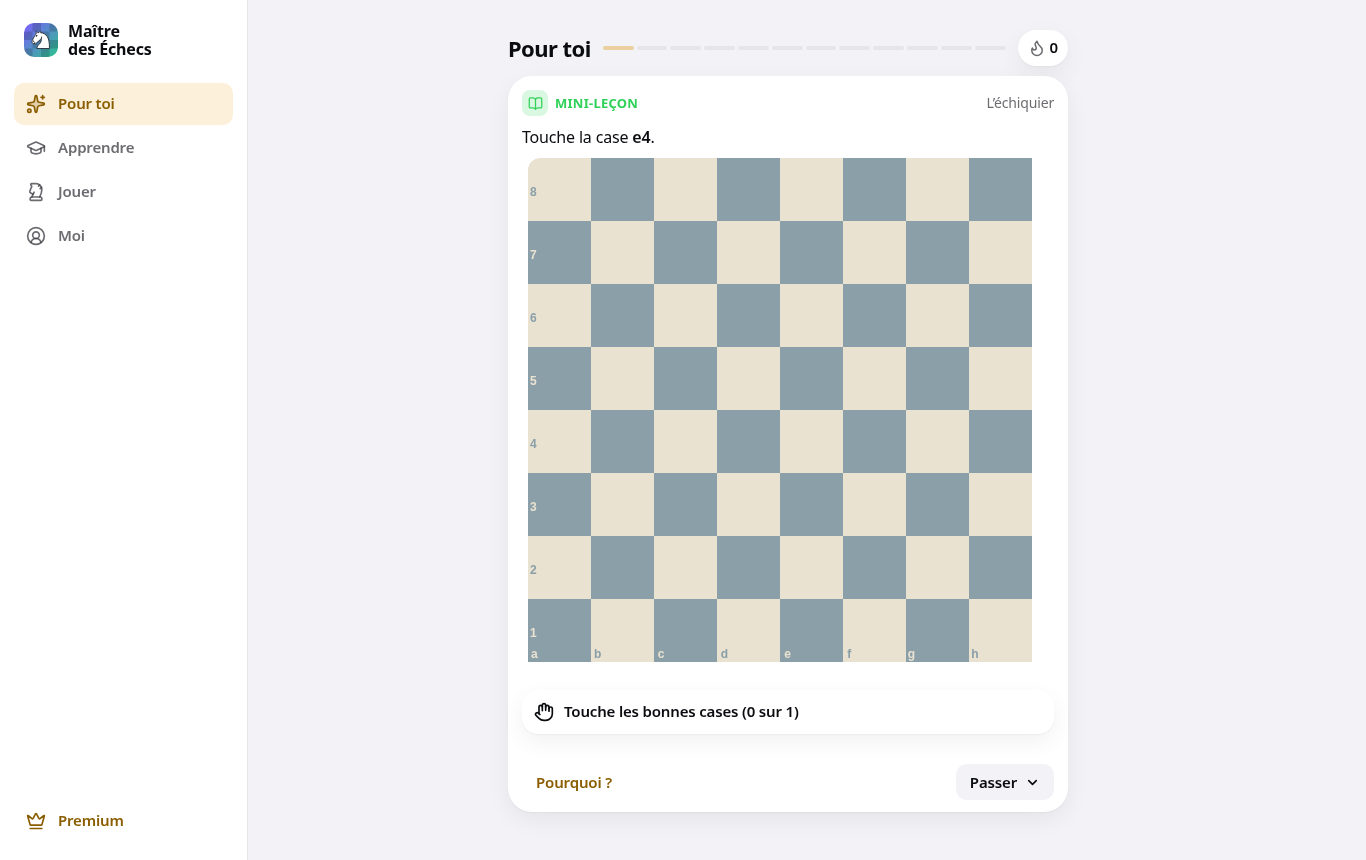 Maître
des Échecs
Pour toi
Apprendre
Jouer
Moi
Premium
Pour toi
0
MINI-LEÇON
L'échiquier
Touche la case e4.
8
7
6
5
4
3
2
1
a b c d e f g h
Touche les bonnes cases (0 sur 1)
Pourquoi ?
Passer